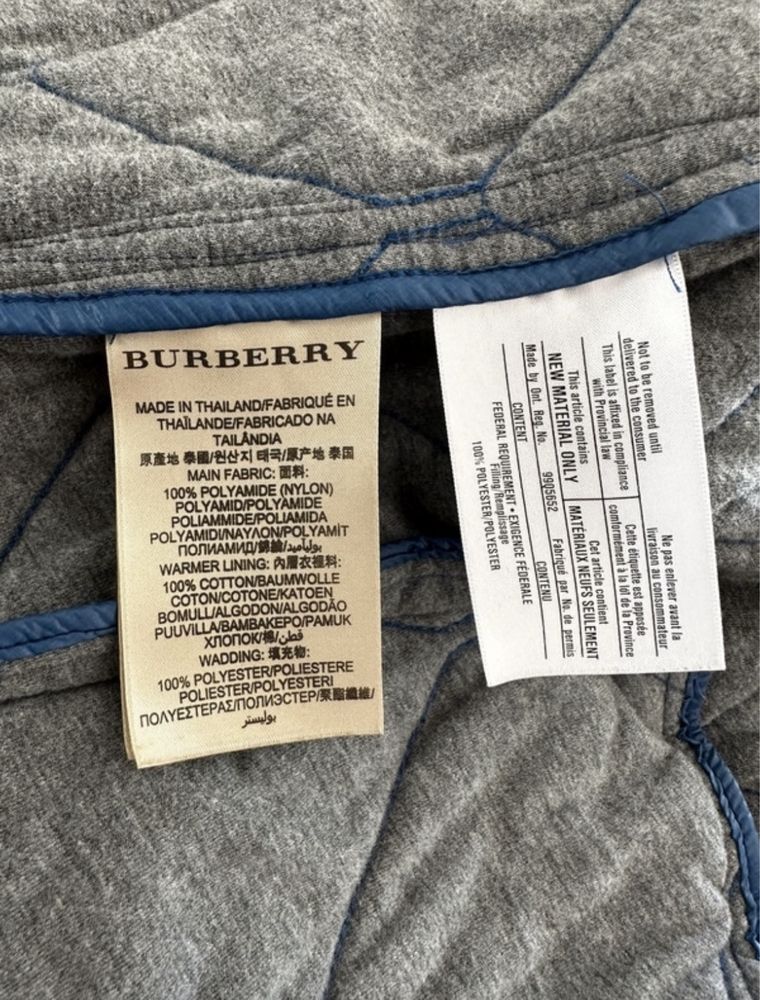 BURBERRY
MADE IN THAILAND/FABRIQUÉ EN
THAÏLANDE/FABRICADO NA
TAILÂNDIA
原產地 泰國/원산지 태국/原产地 泰国
MAIN FABRIC: 面料:
100% POLYAMIDE (NYLON)
POLYAMID/POLYAMIDE
POLIAMMIDE/POLIAMIDA
POLYAMIDI/ΝΑΥΛΟΝ/POLYAMİT
ПОЛИАМИД/錦綸/بولياميد
WARMER LINING: 內層衣裡料:
100% COTTON/BAUMWOLLE
COTON/COTONE/KATOEN
BOMULL/ALGODON/ALGODÃO
PUUVILLA/ΒΑΜΒΑΚΕΡΟ/PAMUK
ХЛОПОК/棉/قطن
WADDING: 填充物:
100% POLYESTER/POLIESTERE
POLIESTER/POLYESTERI
ΠΟΛΥΕΣΤΕΡΑΣ/ПОЛИЭСТЕР/聚酯纖維/
بوليستر
Not to be removed until
delivered to the consumer
Ne pas enlever avant la
livraison au consommateur
This label is affixed in compliance
with Provincial law
Cette étiquette est apposée
conformément à la loi de la Province
This article contains
NEW MATERIAL ONLY
Cet article contient
MATÉRIAUX NEUFS SEULEMENT
Made by Ont. Reg. No. 9905652 Fabriqué par No. de permis
CONTENT CONTENU
FEDERAL REQUIREMENT • EXIGENCE FÉDÉRALE
Filling/Remplissage
100% POLYESTER/POLYESTER